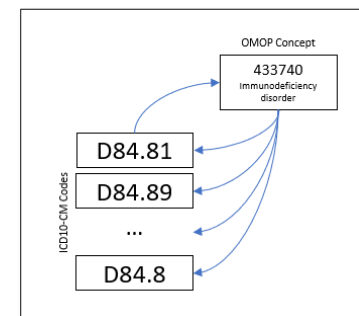 OMOP Concept
433740
Immunodeficiency
disorder
ICD10-CM Codes
D84.81
D84.89
...
D84.8